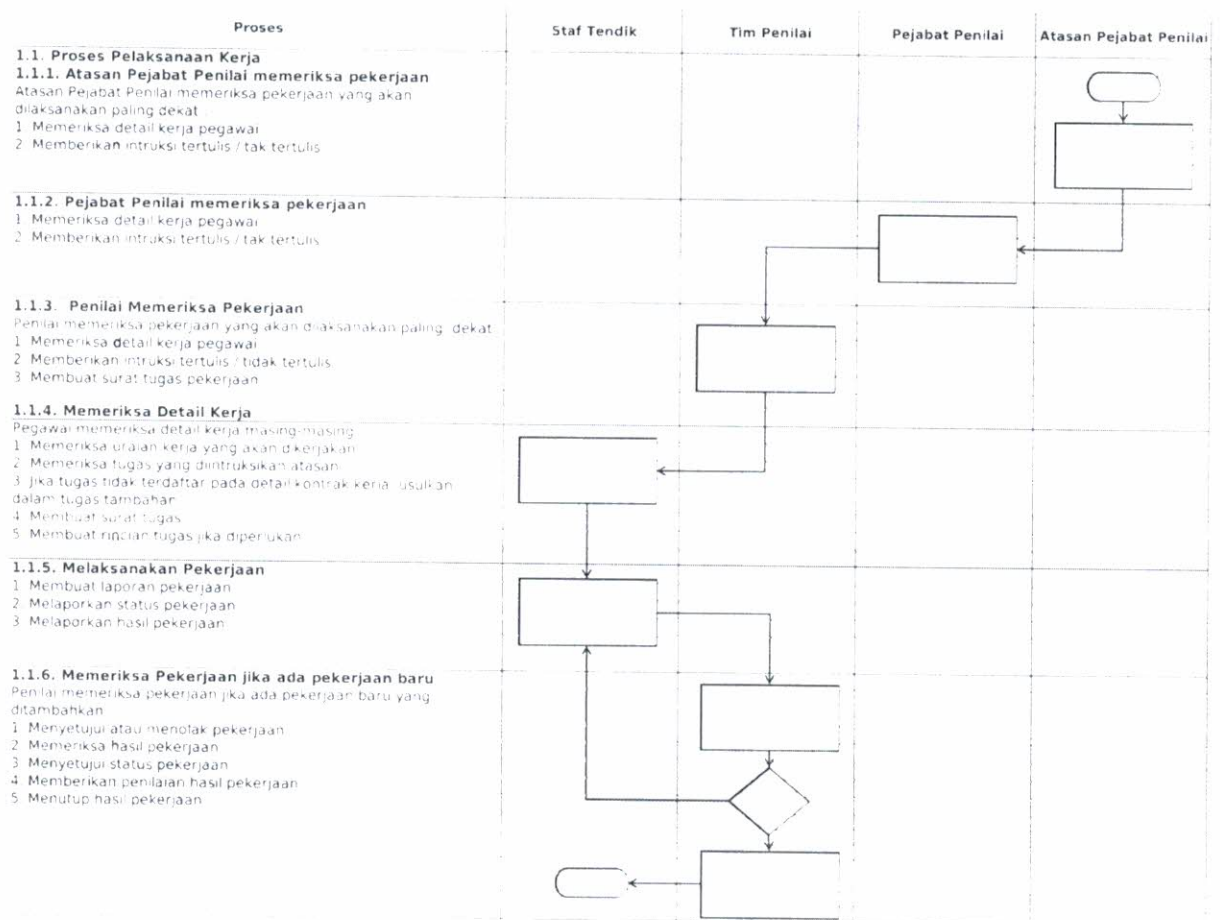 Proses
Staf Tendik
Tim Penilai
Pejabat Penilai
Atasan Pejabat Penilai
1.1. Proses Pelaksanaan Kerja
1.1.1. Atasan Pejabat Penilai memeriksa pekerjaan
Atasan Pejabat Penilai memeriksa pekerjaan yang akan
dilaksanakan paling dekat
1 Memeriksa detail kerja pegawai
2 Memberikan intruksi tertulis / tak tertulis
1.1.2. Pejabat Penilai memeriksa pekerjaan
1 Memeriksa detail kerja pegawai
2 Memberikan intruksi tertulis / tak tertulis
1.1.3. Penilai Memeriksa Pekerjaan
Penilai memeriksa pekerjaan yang akan dilaksanakan paling dekat
1 Memeriksa detail kerja pegawai
2 Memberikan intruksi tertulis / tidak tertulis
3 Membuat surat tugas pekerjaan
1.1.4. Memeriksa Detail Kerja
Pegawai memeriksa detail kerja masing-masing
1 Memeriksa uraian kerja yang akan dikerjakan
2 Memeriksa tugas yang diintruksikan atasan
3 Jika tugas tidak terdaftar pada detail kontrak kerja usulkan
dalam tugas tambahan
4 Membuat surat tugas
5 Membuat rincian tugas jika diperlukan
1.1.5. Melaksanakan Pekerjaan
1 Membuat laporan pekerjaan
2 Melaporkan status pekerjaan
3 Melaporkan hasil pekerjaan
1.1.6. Memeriksa Pekerjaan jika ada pekerjaan baru
Penilai memeriksa pekerjaan jika ada pekerjaan baru yang
ditambahkan
1 Menyetujui atau menolak pekerjaan
2 Memeriksa hasil pekerjaan
3 Menyetujui status pekerjaan
4 Memberikan penilaian hasil pekerjaan
5 Menutup hasil pekerjaan